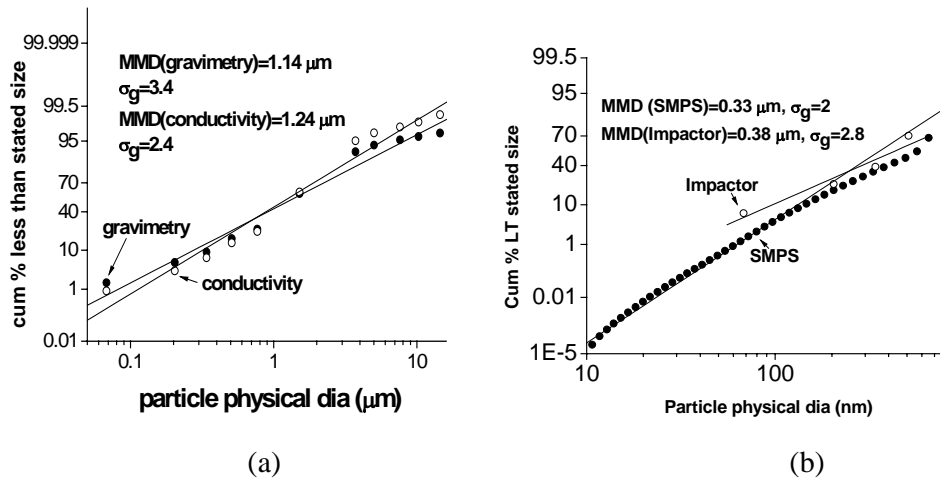 99.999
99.5
95
70
40
10
1
0.01
cum % less than stated size
MMD(gravimetry)=1.14 μm
σg=3.4
MMD(conductivity)=1.24 μm
σg=2.4
gravimetry
conductivity
0.1
1
10
particle physical dia (μm)
(a)
99.5
95
70
40
10
1
0.01
1E-5
Cum % LT stated size
MMD (SMPS)=0.33 μm, σg=2
MMD(Impactor)=0.38 μm, σg=2.8
Impactor
SMPS
10
100
Particle physical dia (nm)
(b)